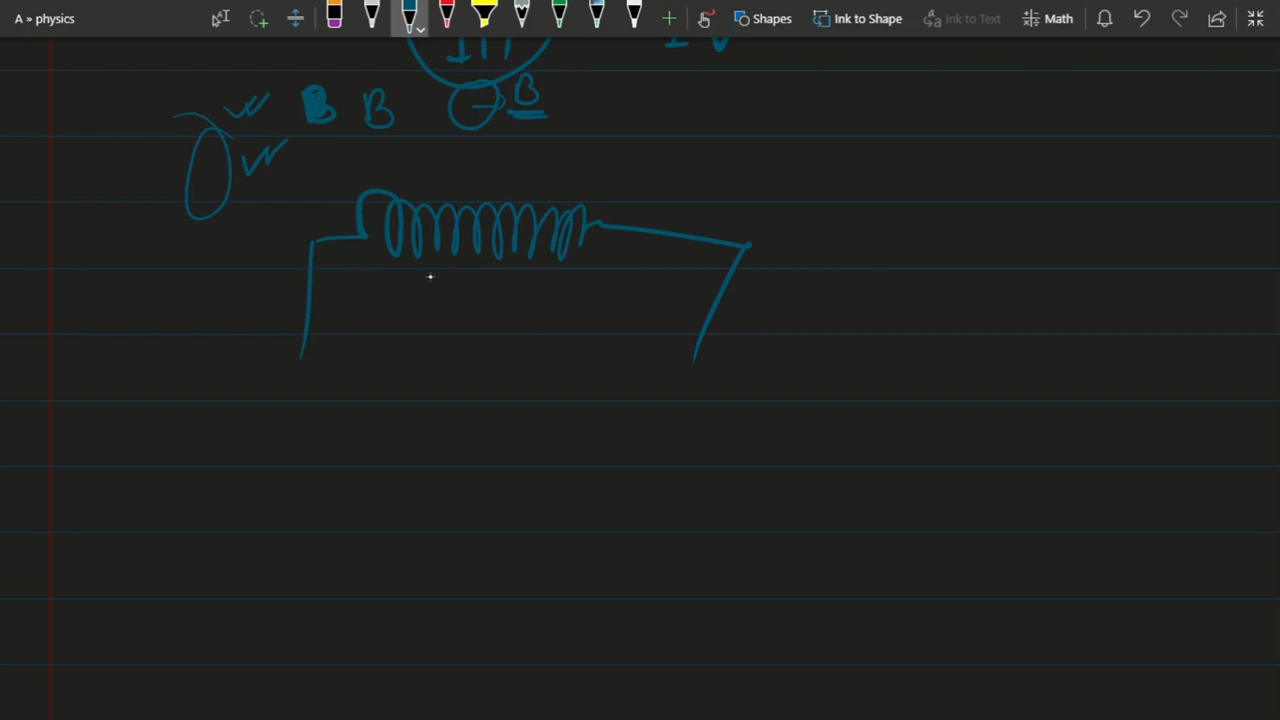 A » physics
Shapes
Ink to Shape
Ink to Text
Math
B B B